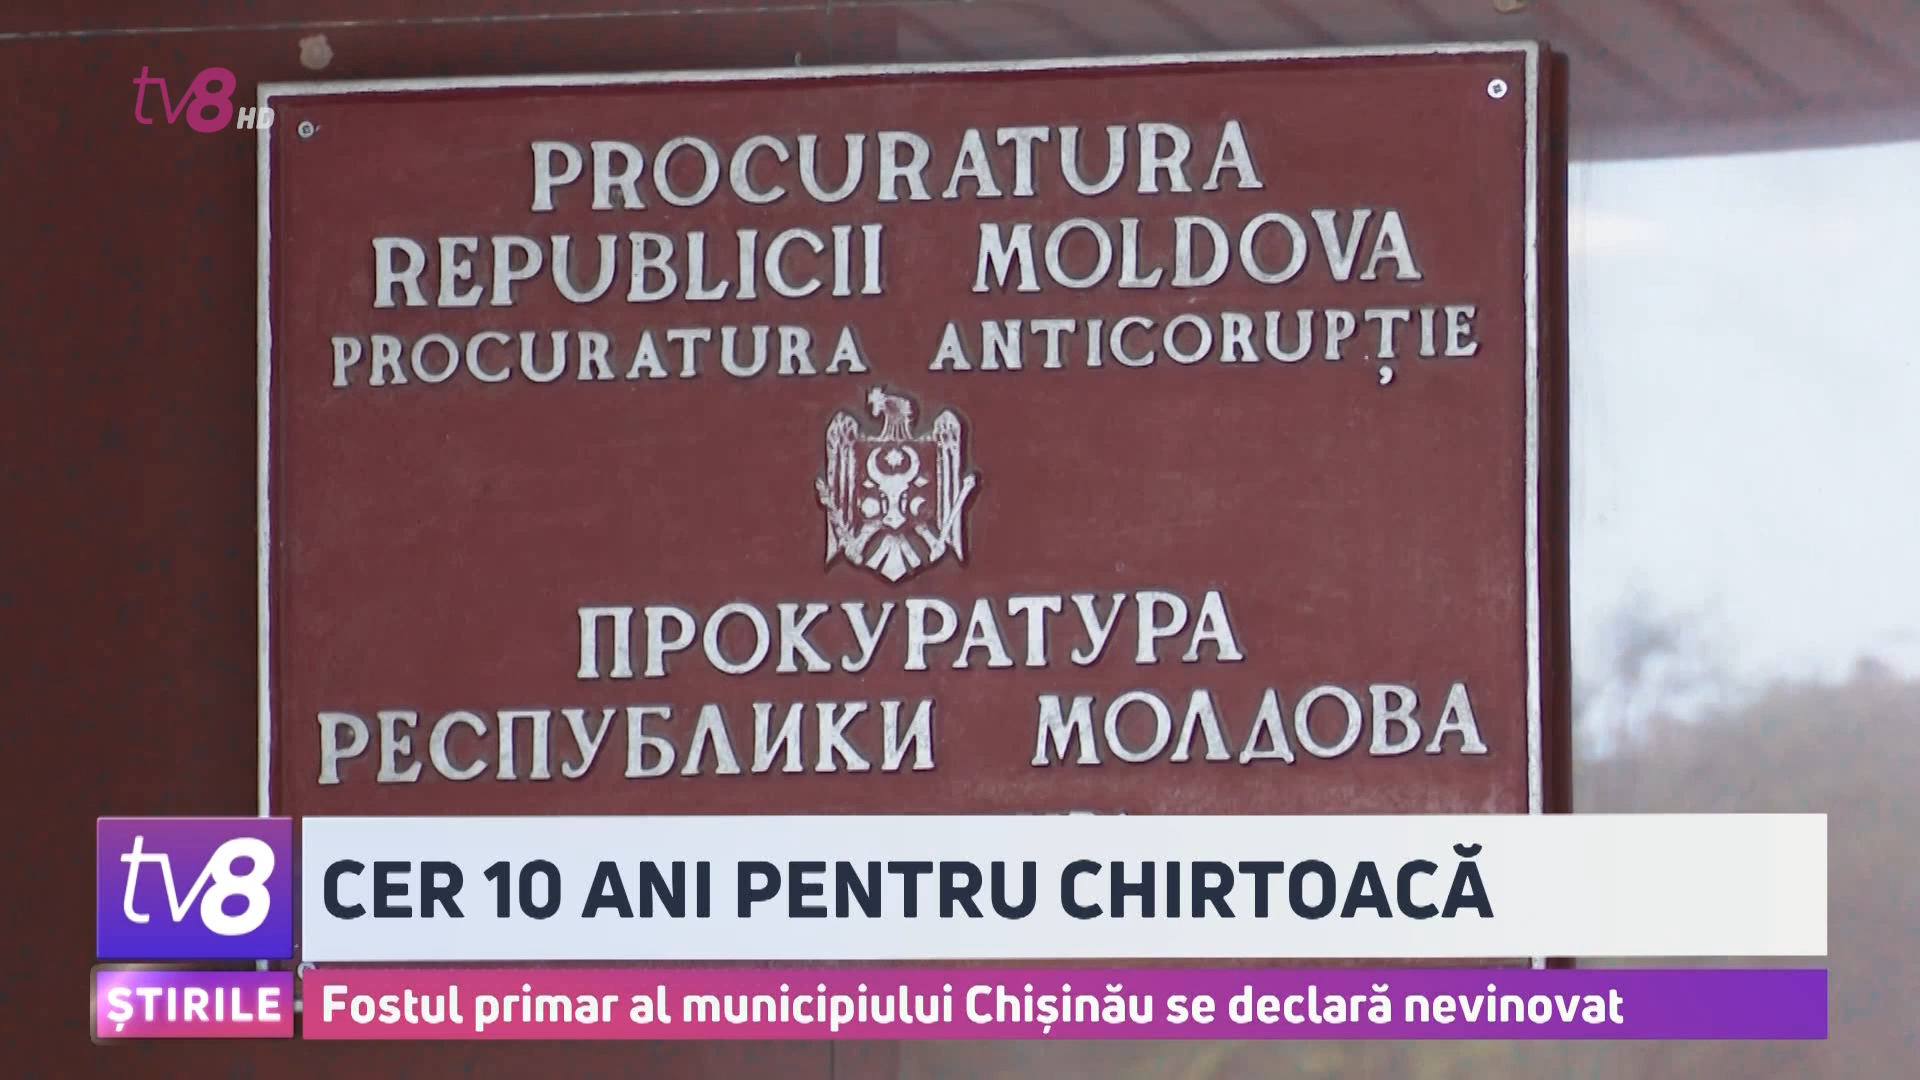 tv8 HD
PROCURATURA
REPUBLICII MOLDOVA
PROCURATURA ANTICORUPȚIE
ПРОКУРАТУРА
РЕСПУБЛИКИ МОЛДОВА
tv8
CER 10 ANI PENTRU CHIRTOACĂ
ȘTIRILE
Fostul primar al municipiului Chișinău se declară nevinovat